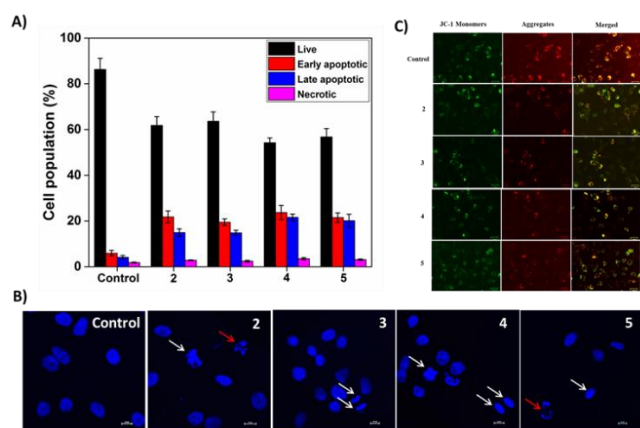 A)
Cell population (%)
100
80
60
40
20
0
Live
Early apoptotic
Late apoptotic
Necrotic
Control 2 3 4 5
C)
JC-1 Monomers Aggregates Merged
Control
2
3
4
5
B)
Control 2 3 4 5